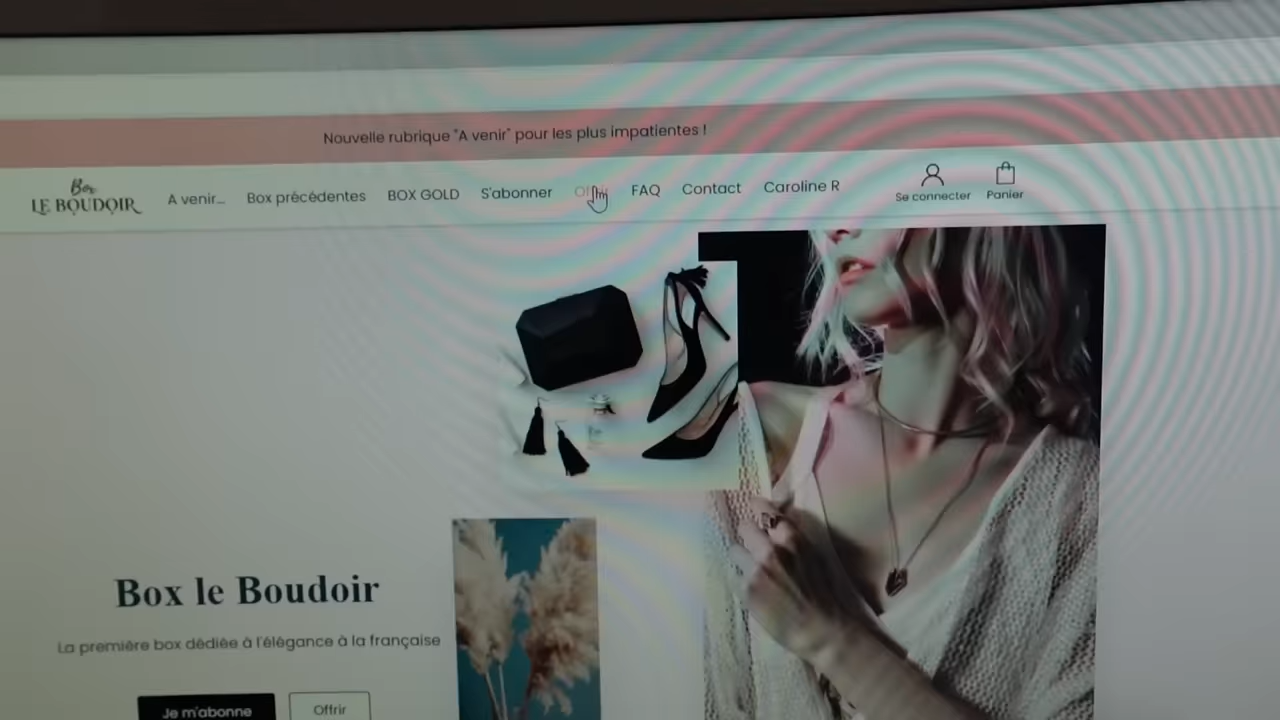 Nouvelle rubrique "A venir" pour les plus impatientes !
Box
LE BOUDOIR
A venir...
Box précédentes
BOX GOLD
S'abonner
FAQ
Contact
Caroline R
Se connecter
Panier
Box le Boudoir
La première box dédiée à l'élégance à la française
Je m'abonne
Offrir